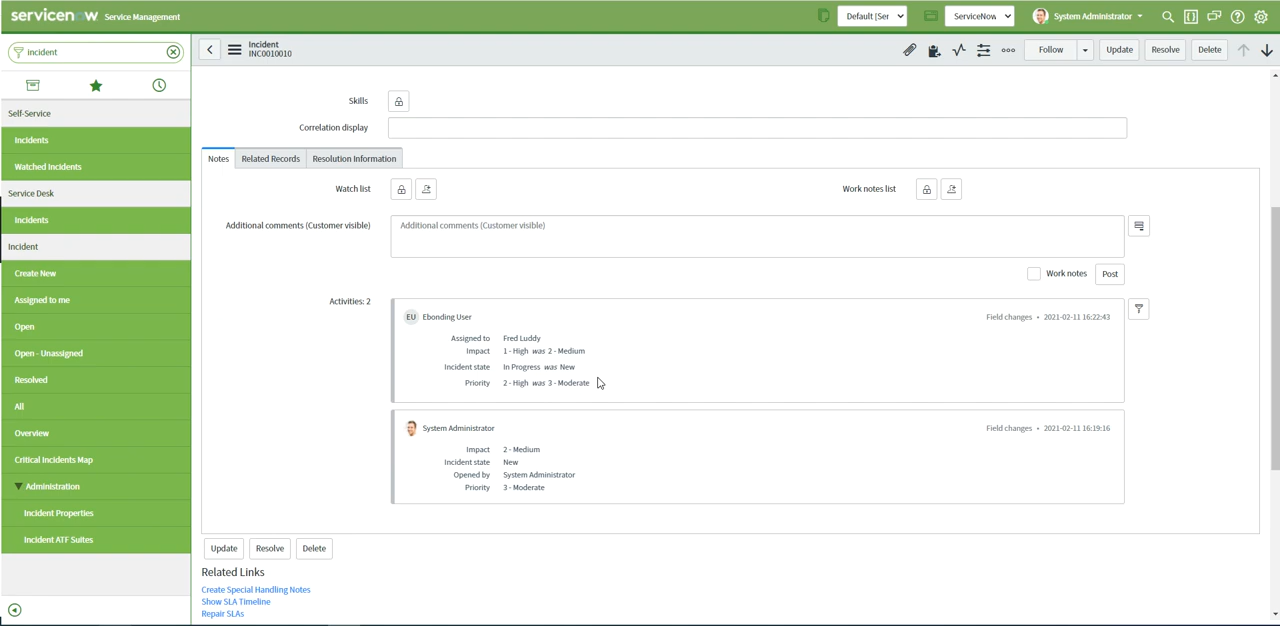 servicenow Service Management
Default [Ser
ServiceNow
System Administrator
incident
Self-Service
Incidents
Watched Incidents
Service Desk
Incidents
Incident
Create New
Assigned to me
Open
Open - Unassigned
Resolved
All
Overview
Critical Incidents Map
Administration
Incident Properties
Incident ATF Suites
Incident
INC0010010
Follow
Update
Resolve
Delete
Skills
Correlation display
Notes
Related Records
Resolution Information
Watch list
Work notes list
Additional comments (Customer visible)
Additional comments (Customer visible)
Work notes
Post
Activities: 2
EU Ebonding User
Field changes • 2021-02-11 16:22:43
Assigned to Fred Luddy
Impact 1 - High was 2 - Medium
Incident state In Progress was New
Priority 2 - High was 3 - Moderate
System Administrator
Field changes • 2021-02-11 16:19:16
Impact 2 - Medium
Incident state New
Opened by System Administrator
Priority 3 - Moderate
Update
Resolve
Delete
Related Links
Create Special Handling Notes
Show SLA Timeline
Repair SLAs